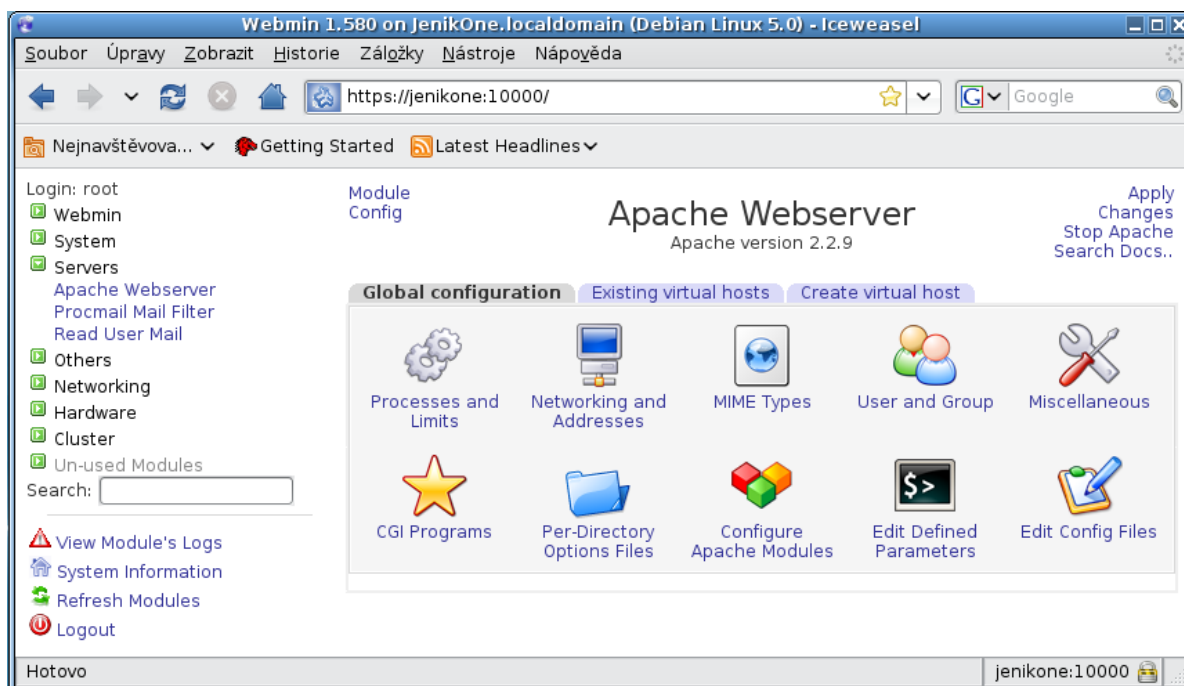 Webmin 1.580 on JenikOne.localdomain (Debian Linux 5.0) - Iceweasel
Soubor Úpravy Zobrazit Historie Záložky Nástroje Nápověda
https://jenikone:10000/ G Google
Nejnavštěvova... Getting Started Latest Headlines
Login: root
Webmin
System
Servers
Apache Webserver
Procmail Mail Filter
Read User Mail
Others
Networking
Hardware
Cluster
Un-used Modules
Search:
View Module's Logs
System Information
Refresh Modules
Logout
Module
Config
Apache Webserver
Apache version 2.2.9
Apply
Changes
Stop Apache
Search Docs..
Global configuration Existing virtual hosts Create virtual host
Processes and
Limits
Networking and
Addresses
MIME Types
User and Group
Miscellaneous
CGI Programs
Per-Directory
Options Files
Configure
Apache Modules
$>
Edit Defined
Parameters
Edit Config Files
Hotovo jenikone:10000